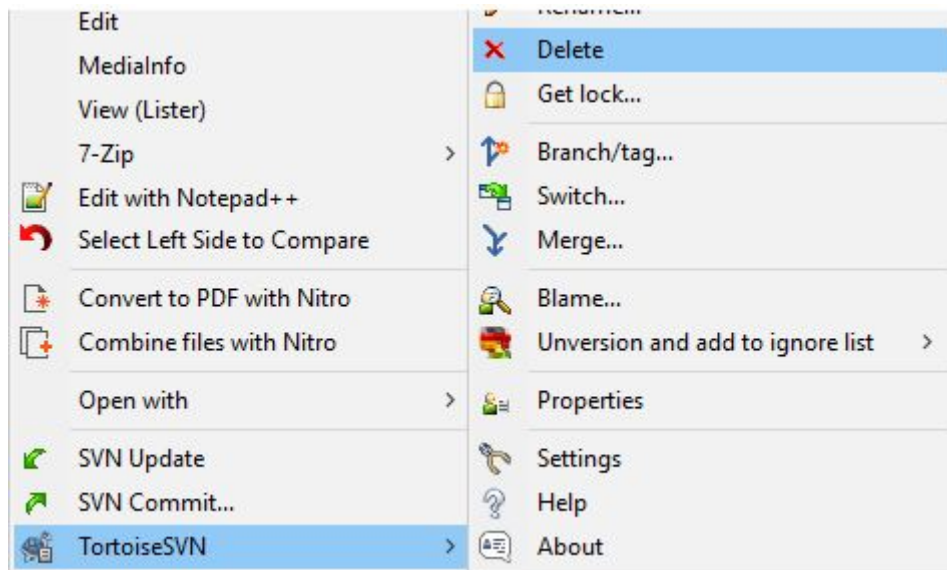 Edit
MediaInfo
View (Lister)
7-Zip
Edit with Notepad++
Select Left Side to Compare
Convert to PDF with Nitro
Combine files with Nitro
Open with
SVN Update
SVN Commit...
TortoiseSVN
Delete
Get lock...
Branch/tag...
Switch...
Merge...
Blame...
Unversion and add to ignore list
Properties
Settings
Help
About